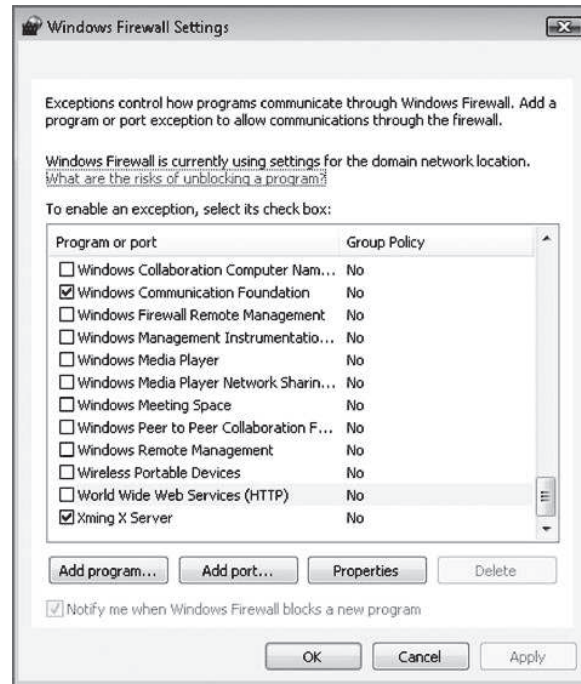 Windows Firewall Settings
Exceptions control how programs communicate through Windows Firewall. Add a
program or port exception to allow communications through the firewall.
Windows Firewall is currently using settings for the domain network location.
What are the risks of unblocking a program?
To enable an exception, select its check box:
Program or port Group Policy
Windows Collaboration Computer Nam... No
Windows Communication Foundation No
Windows Firewall Remote Management No
Windows Management Instrumentatio... No
Windows Media Player No
Windows Media Player Network Sharin... No
Windows Meeting Space No
Windows Peer to Peer Collaboration F... No
Windows Remote Management No
Wireless Portable Devices No
World Wide Web Services (HTTP) No
Xming X Server No
Add program... Add port... Properties Delete
Notify me when Windows Firewall blocks a new program
OK Cancel Apply